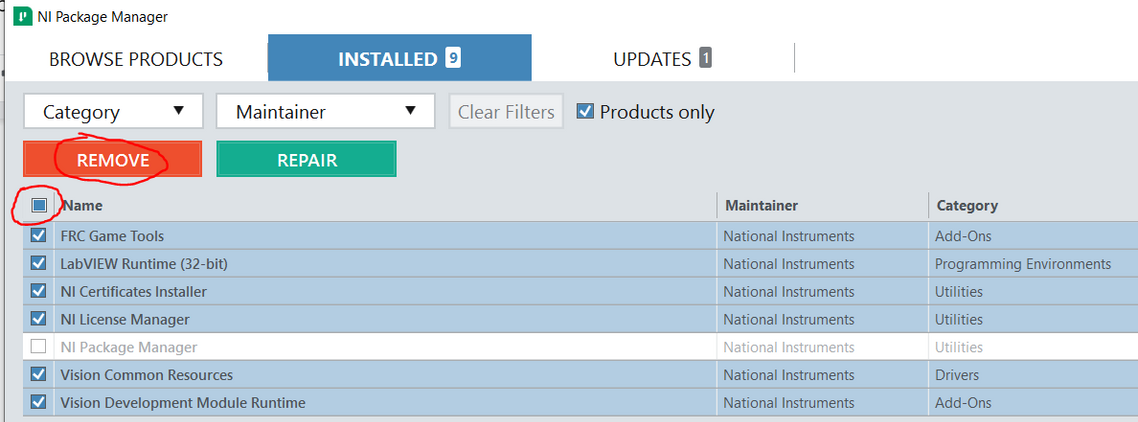 NI Package Manager
BROWSE PRODUCTS INSTALLED 9 UPDATES 1
Category Maintainer Clear Filters Products only
REMOVE REPAIR
Name Maintainer Category
FRC Game Tools National Instruments Add-Ons
LabVIEW Runtime (32-bit) National Instruments Programming Environments
NI Certificates Installer National Instruments Utilities
NI License Manager National Instruments Utilities
NI Package Manager National Instruments Utilities
Vision Common Resources National Instruments Drivers
Vision Development Module Runtime National Instruments Add-Ons